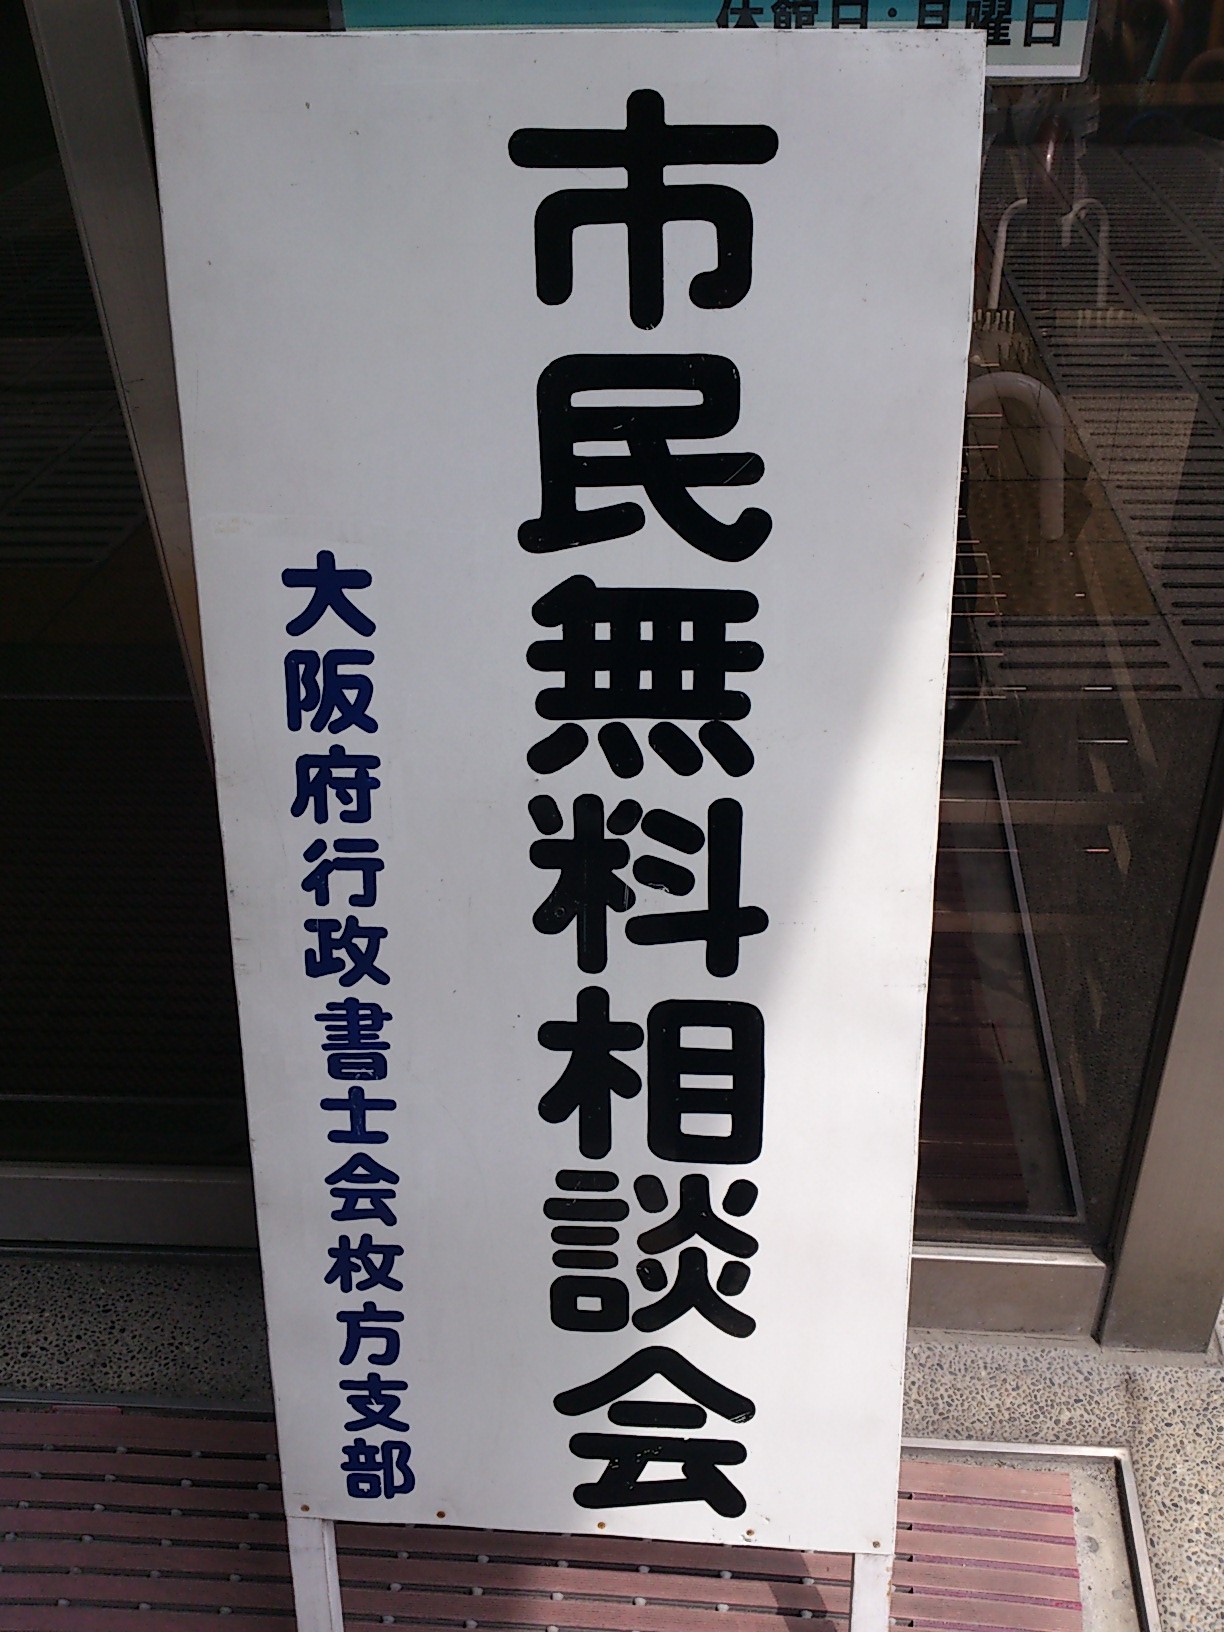 休館日・月曜日
市民無料相談会
大阪府行政書士会枚方支部